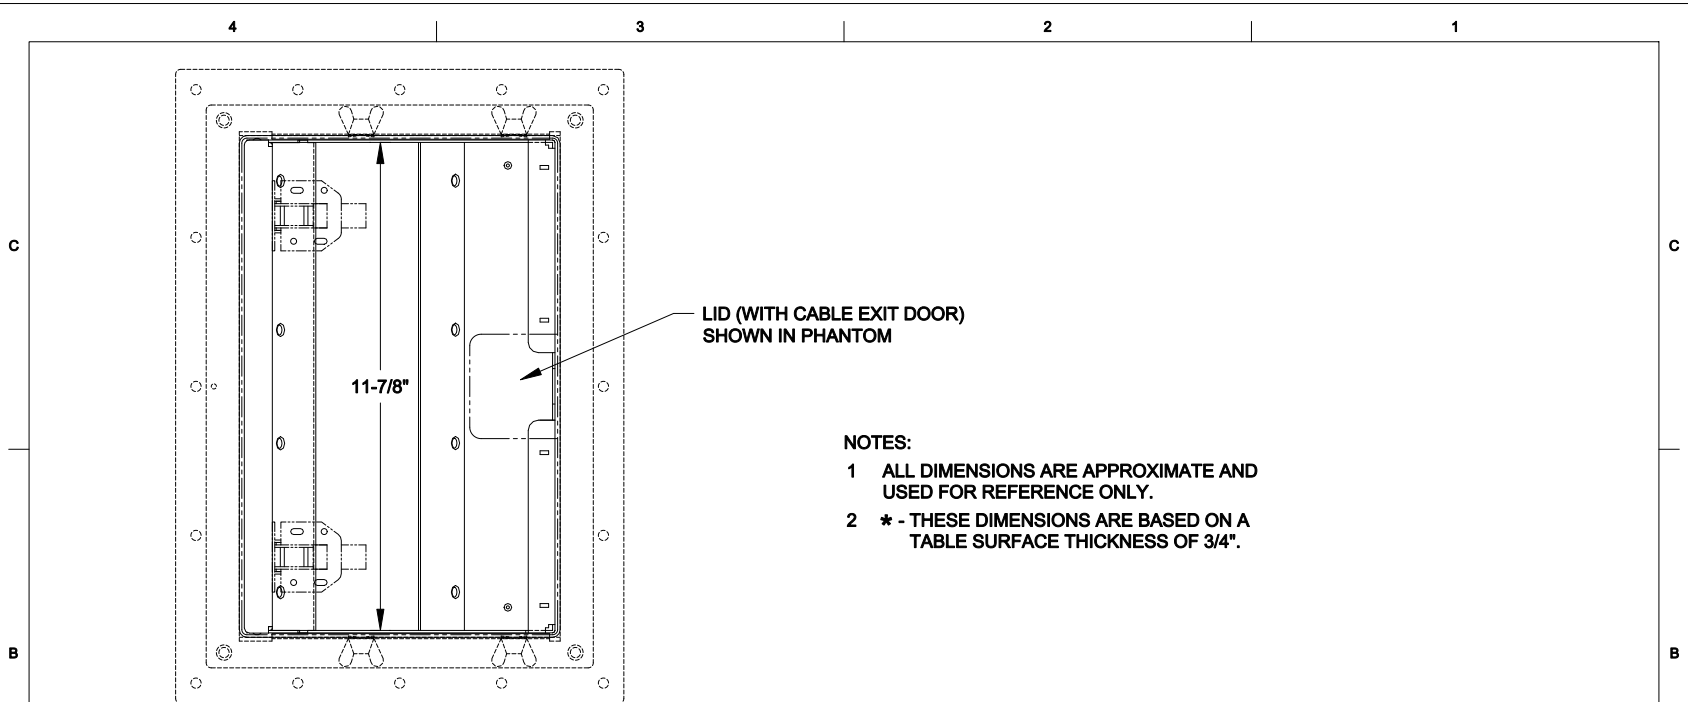 4 3 2 1
C C
LID (WITH CABLE EXIT DOOR)
SHOWN IN PHANTOM
11-7/8"
NOTES:
1 ALL DIMENSIONS ARE APPROXIMATE AND
USED FOR REFERENCE ONLY.
2 * - THESE DIMENSIONS ARE BASED ON A
TABLE SURFACE THICKNESS OF 3/4".
B B